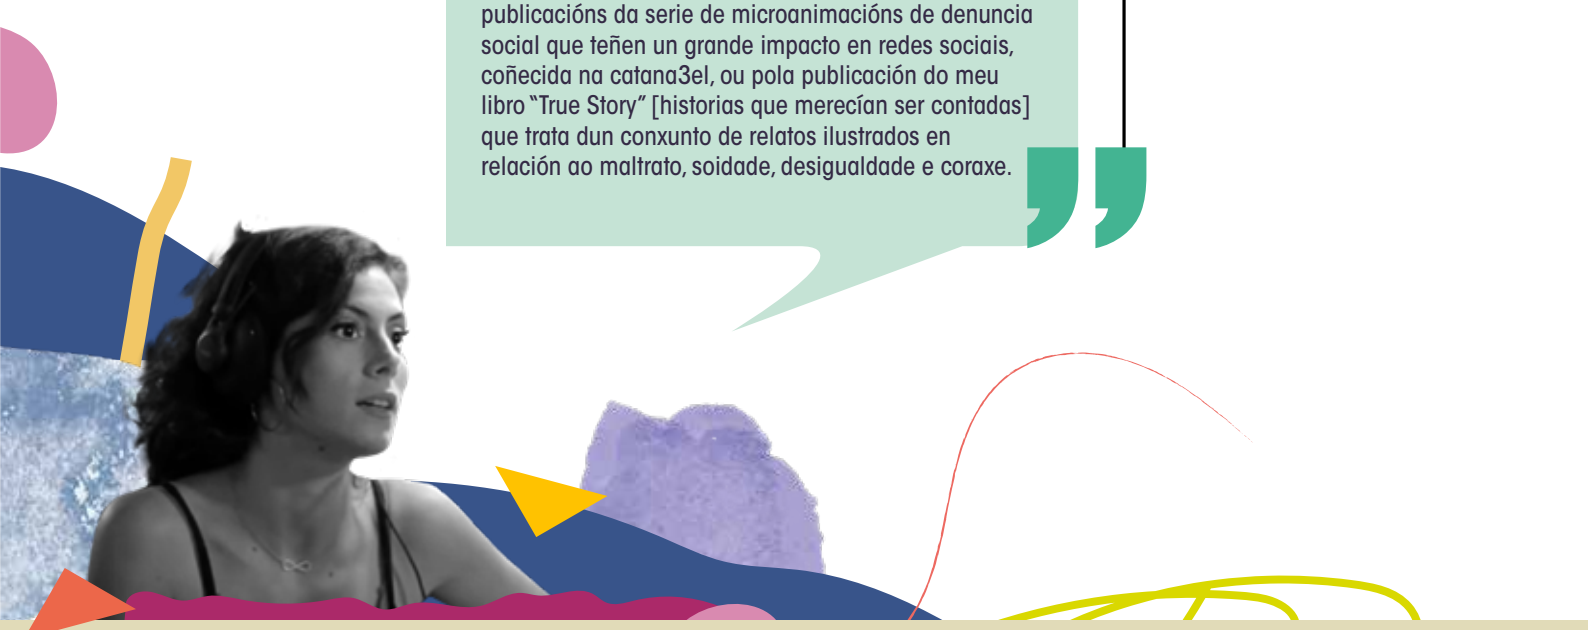 publicacións da serie de microanimacións de denuncia
social que teñen un grande impacto en redes sociais,
coñecida na catana3el, ou pola publicación do meu
libro “True Story” [historias que merecían ser contadas]
que trata dun conxunto de relatos ilustrados en
relación ao maltrato, soidade, desigualdade e coraxe.